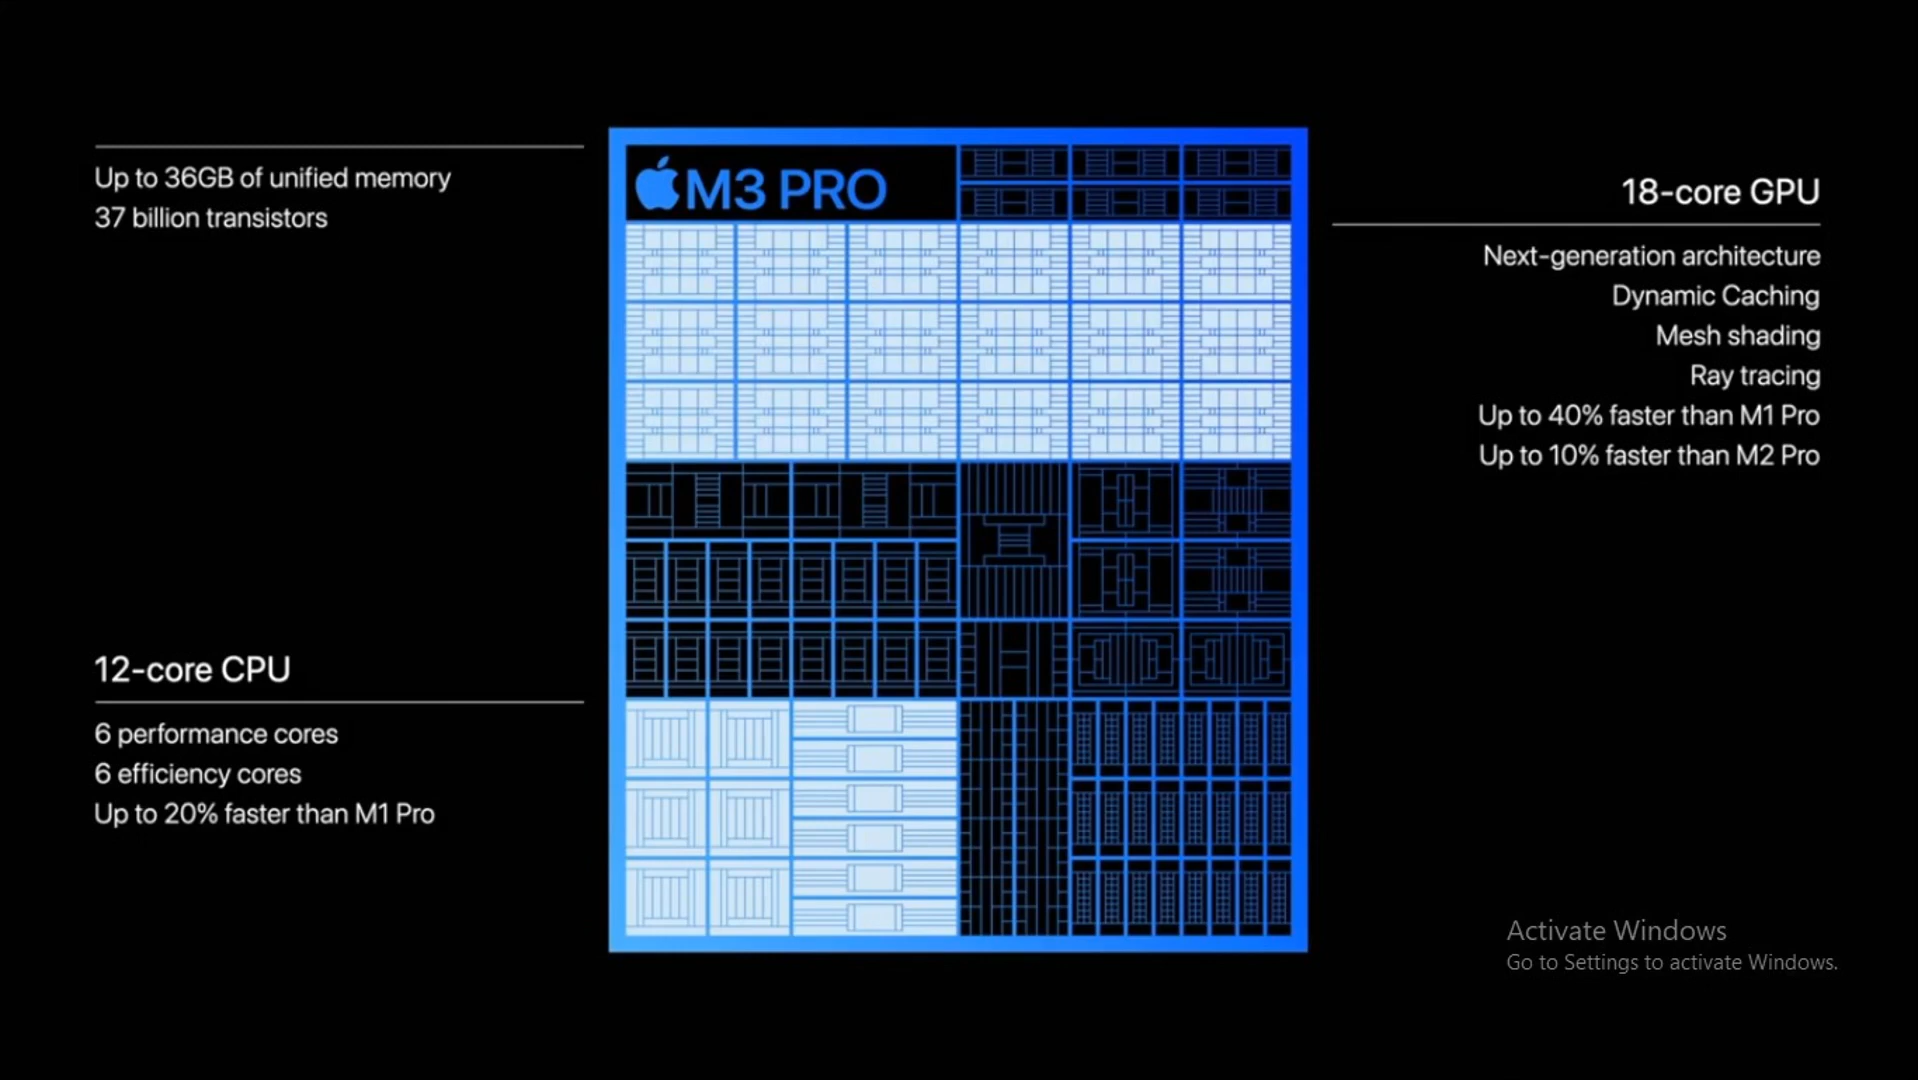 Up to 36GB of unified memory
37 billion transistors
M3 PRO
18-core GPU
Next-generation architecture
Dynamic Caching
Mesh shading
Ray tracing
Up to 40% faster than M1 Pro
Up to 10% faster than M2 Pro
12-core CPU
6 performance cores
6 efficiency cores
Up to 20% faster than M1 Pro
Activate Windows
Go to Settings to activate Windows.